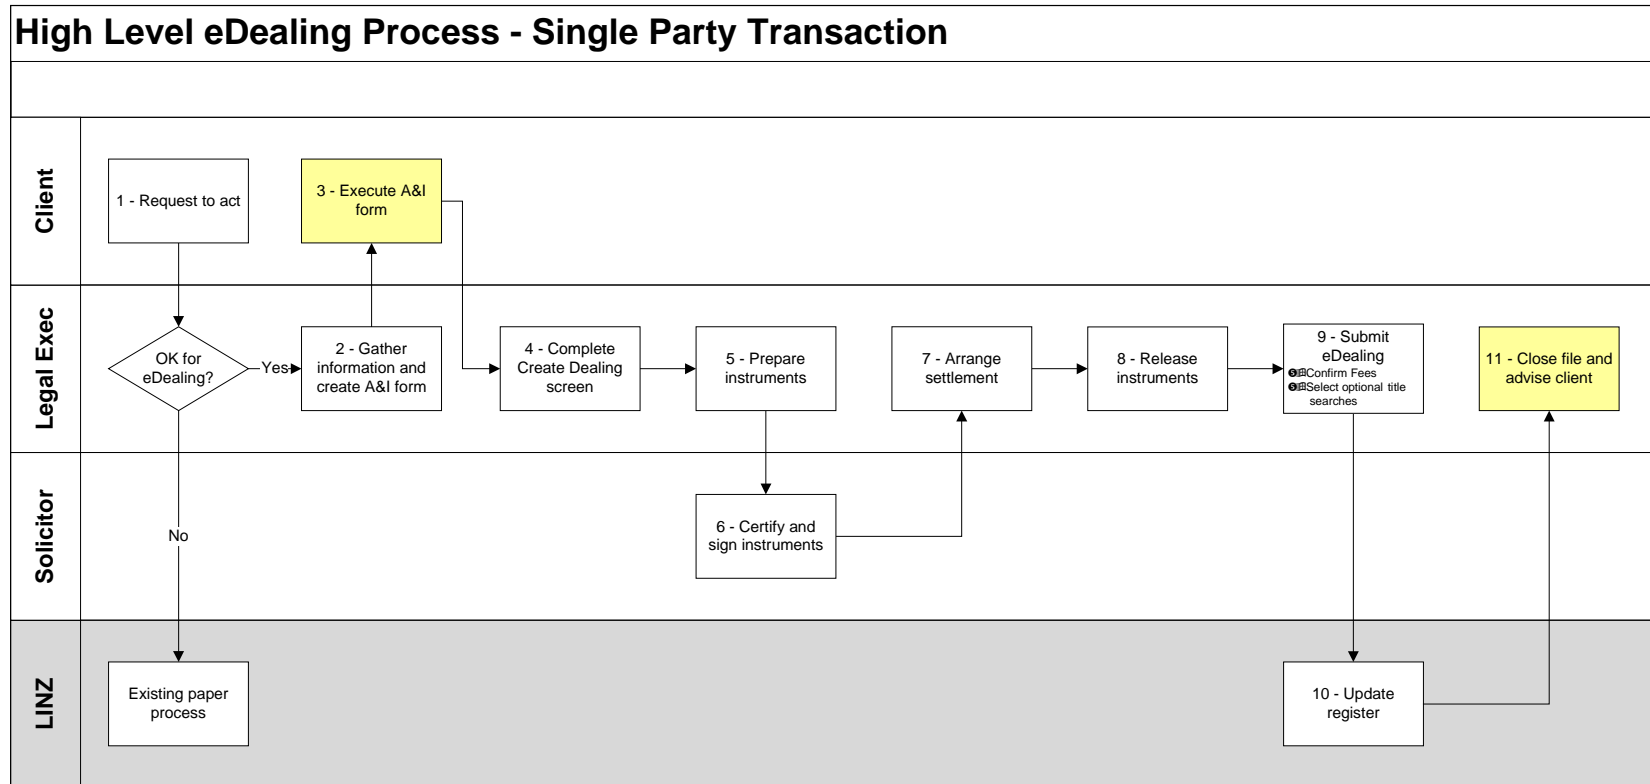 High Level eDealing Process - Single Party Transaction
Client
1 - Request to act
3 - Execute A&I
form
Legal Exec
OK for
eDealing?
Yes
2 - Gather
information and
create A&I form
4 - Complete
Create Dealing
screen
5 - Prepare
instruments
7 - Arrange
settlement
8 - Release
instruments
9 - Submit
eDealing
Confirm Fees
Select optional title
searches
11 - Close file and
advise client
Solicitor
No
6 - Certify and
sign instruments
LINZ
Existing paper
process
10 - Update
register